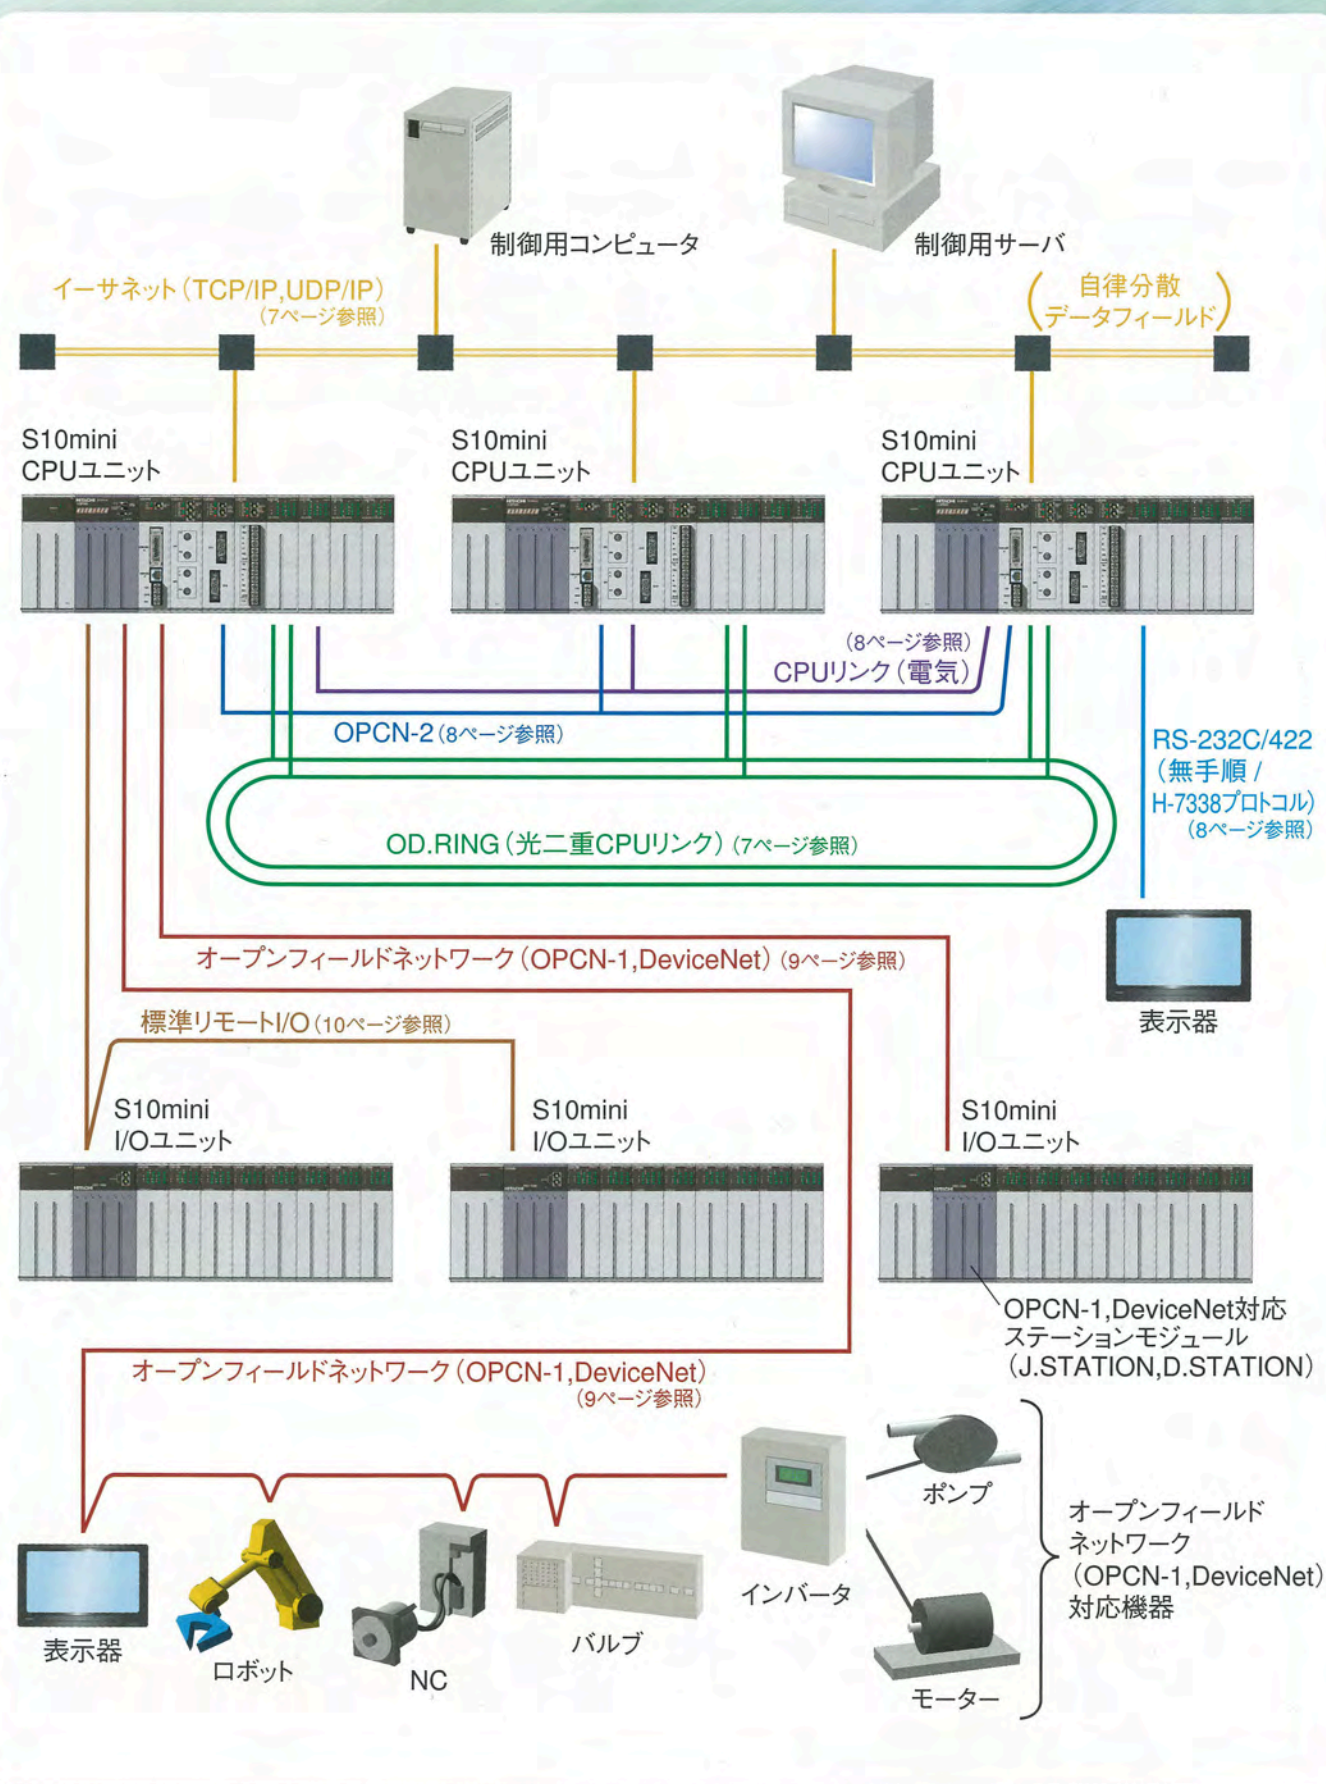 制御用コンピュータ
制御用サーバ
イーサネット（TCP/IP,UDP/IP）
（7ページ参照）
（自律分散
データフィールド）
S10mini
CPUユニット
S10mini
CPUユニット
S10mini
CPUユニット
（8ページ参照）
CPUリンク（電気）
OPCN-2（8ページ参照）
RS-232C/422
（無手順 /
H-7338プロトコル）
（8ページ参照）
OD.RING（光二重CPUリンク）（7ページ参照）
オープンフィールドネットワーク（OPCN-1,DeviceNet）（9ページ参照）
表示器
標準リモートI/O（10ページ参照）
S10mini
I/Oユニット
S10mini
I/Oユニット
S10mini
I/Oユニット
OPCN-1,DeviceNet対応
ステーションモジュール
（J.STATION,D.STATION）
オープンフィールドネットワーク（OPCN-1,DeviceNet）
（9ページ参照）
ポンプ
オープンフィールド
ネットワーク
（OPCN-1,DeviceNet）
対応機器
インバータ
表示器
ロボット
NC
バルブ
モーター